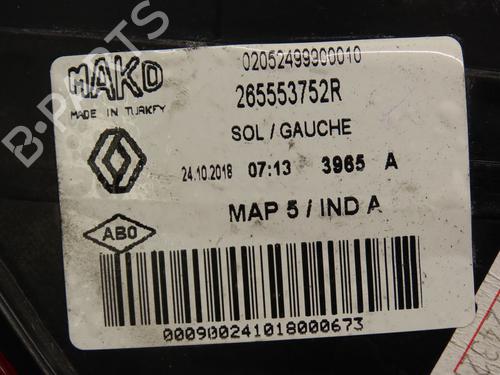 MAKO
MADE IN TURKEY
02052499900010
265553752R
SOL / GAUCHE
24.10.2018 07:13 3965 A
MAP 5 / IND A
ABO
000900241018000673
B-PARTS